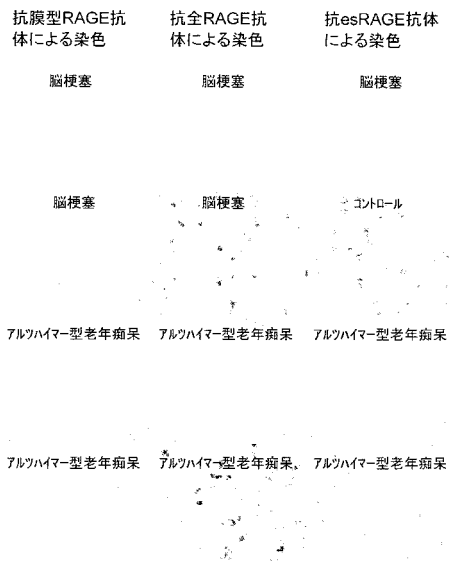 抗膜型RAGE抗
体による染色
抗全RAGE抗
体による染色
抗esRAGE抗体
による染色
脳梗塞 脳梗塞 脳梗塞
脳梗塞 脳梗塞 コントロール
アルツハイマー型老年痴呆 アルツハイマー型老年痴呆 アルツハイマー型老年痴呆
アルツハイマー型老年痴呆 アルツハイマー型老年痴呆 アルツハイマー型老年痴呆